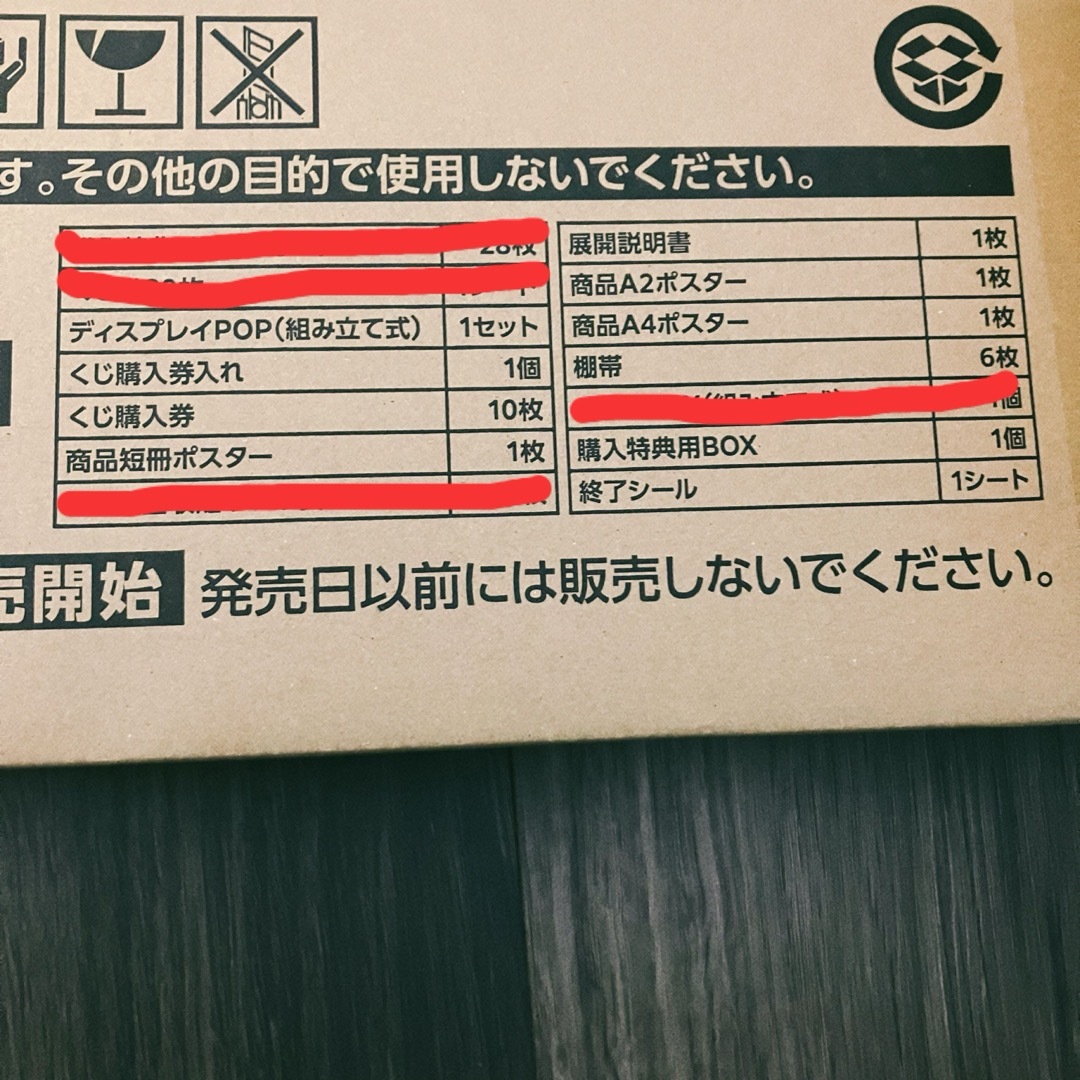 す。その他の目的で使用しないでください。
28枚
ディスプレイPOP(組み立て式) 1セット
くじ購入券入れ 1個
くじ購入券 10枚
商品短冊ポスター 1枚
展開説明書 1枚
商品A2ポスター 1枚
商品A4ポスター 1枚
棚帯 6枚
1個
購入特典用BOX 1個
終了シール 1シート
売開始 発売日以前には販売しないでください。